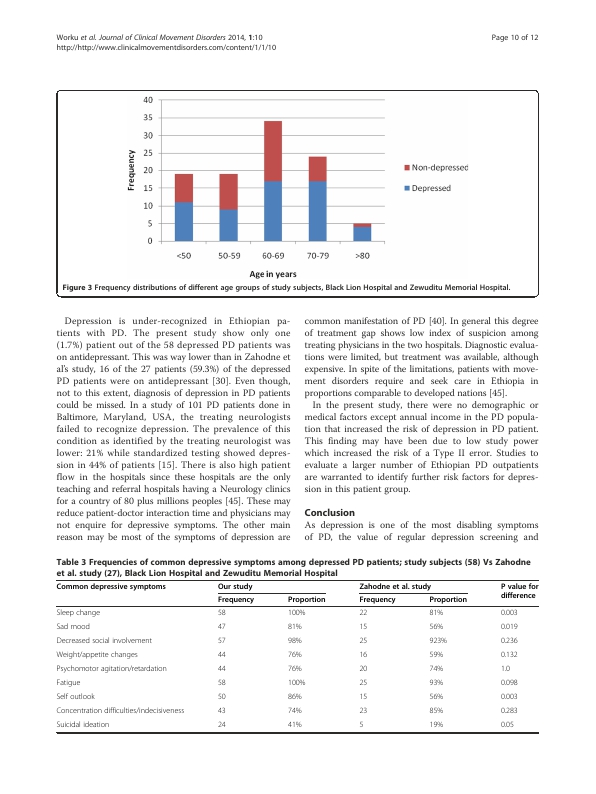 Worku et al. Journal of Clinical Movement Disorders 2014, 1:10
Page 10 of 12
http://http://www.clinicalmovementdisorders.com/content/1/1/10
40
35
30
25
20
15
10
5
0
Frequency
<50 50-59 60-69 70-79 >80
Age in years
Non-depressed
Depressed
Figure 3 Frequency distributions of different age groups of study subjects, Black Lion Hospital and Zewuditu Memorial Hospital.
Depression is under-recognized in Ethiopian pa-
tients with PD. The present study show only one
(1.7%) patient out of the 58 depressed PD patients was
on antidepressant. This was way lower than in Zahodne et
al's study, 16 of the 27 patients (59.3%) of the depressed
PD patients were on antidepressant [30]. Even though,
not to this extent, diagnosis of depression in PD patients
could be missed. In a study of 101 PD patients done in
Baltimore, Maryland, USA, the treating neurologists
failed to recognize depression. The prevalence of this
condition as identified by the treating neurologist was
lower: 21% while standardized testing showed depres-
sion in 44% of patients [15]. There is also high patient
flow in the hospitals since these hospitals are the only
teaching and referral hospitals having a Neurology clinics
for a country of 80 plus millions peoples [45]. These may
reduce patient-doctor interaction time and physicians may
not enquire for depressive symptoms. The other main
reason may be most of the symptoms of depression are
common manifestation of PD [40]. In general this degree
of treatment gap shows low index of suspicion among
treating physicians in the two hospitals. Diagnostic evalua-
tions were limited, but treatment was available, although
expensive. In spite of the limitations, patients with move-
ment disorders require and seek care in Ethiopia in
proportions comparable to developed nations [45].
In the present study, there were no demographic or
medical factors except annual income in the PD popula-
tion that increased the risk of depression in PD patient.
This finding may have been due to low study power
which increased the risk of a Type II error. Studies to
evaluate a larger number of Ethiopian PD outpatients
are warranted to identify further risk factors for depres-
sion in this patient group.
Conclusion
As depression is one of the most disabling symptoms
of PD, the value of regular depression screening and
Table 3 Frequencies of common depressive symptoms among depressed PD patients; study subjects (58) Vs Zahodne
et al. study (27), Black Lion Hospital and Zewuditu Memorial Hospital
Common depressive symptoms Our study Zahodne et al. study P value for
difference
Frequency Proportion Frequency Proportion
Sleep change 58 100% 22 81% 0.003
Sad mood 47 81% 15 56% 0.019
Decreased social involvement 57 98% 25 923% 0.236
Weight/appetite changes 44 76% 16 59% 0.132
Psychomotor agitation/retardation 44 76% 20 74% 1.0
Fatigue 58 100% 25 93% 0.098
Self outlook 50 86% 15 56% 0.003
Concentration difficulties/indecisiveness 43 74% 23 85% 0.283
Suicidal ideation 24 41% 5 19% 0.05